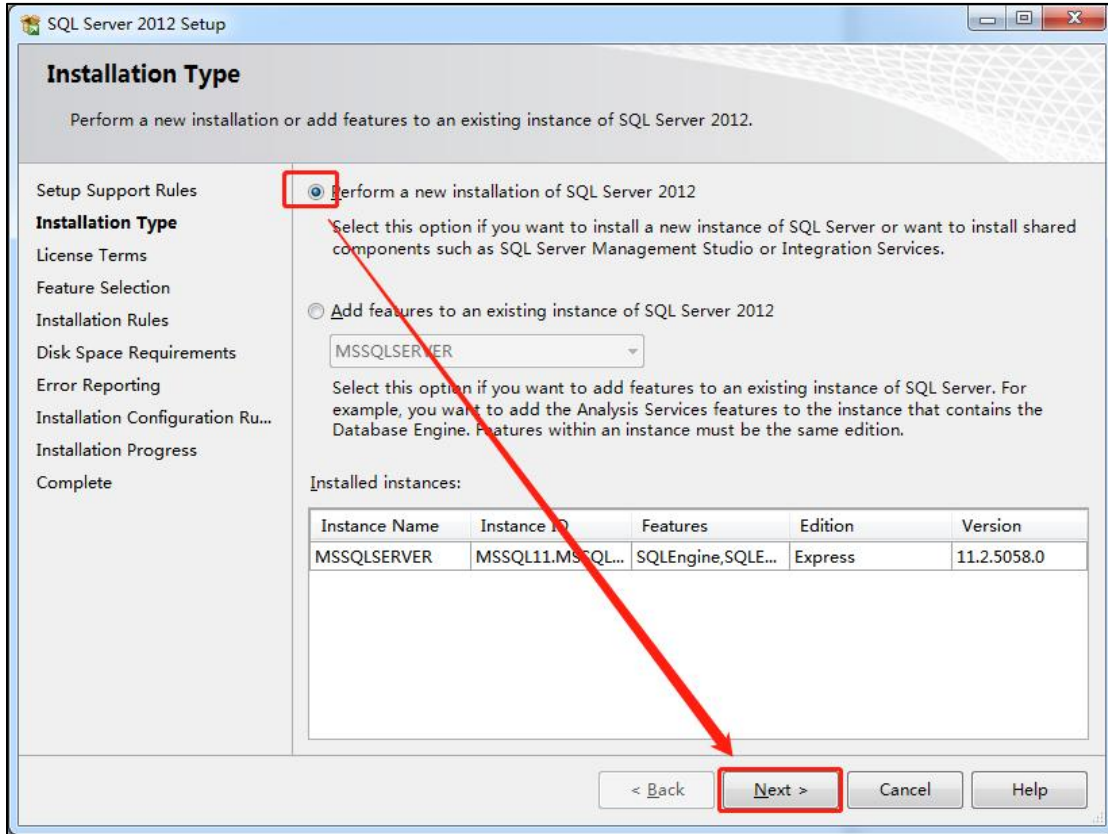 SQL Server 2012 Setup
Installation Type
Perform a new installation or add features to an existing instance of SQL Server 2012.
Setup Support Rules
Installation Type
License Terms
Feature Selection
Installation Rules
Disk Space Requirements
Error Reporting
Installation Configuration Ru...
Installation Progress
Complete
Perform a new installation of SQL Server 2012
Select this option if you want to install a new instance of SQL Server or want to install shared
components such as SQL Server Management Studio or Integration Services.
Add features to an existing instance of SQL Server 2012
MSSQLSERVER
Select this option if you want to add features to an existing instance of SQL Server. For
example, you want to add the Analysis Services features to the instance that contains the
Database Engine. Features within an instance must be the same edition.
Installed instances:
Instance Name Instance ID Features Edition Version
MSSQLSERVER MSSQL11.MSSQL... SQLEngine,SQLE... Express 11.2.5058.0
< Back Next > Cancel Help